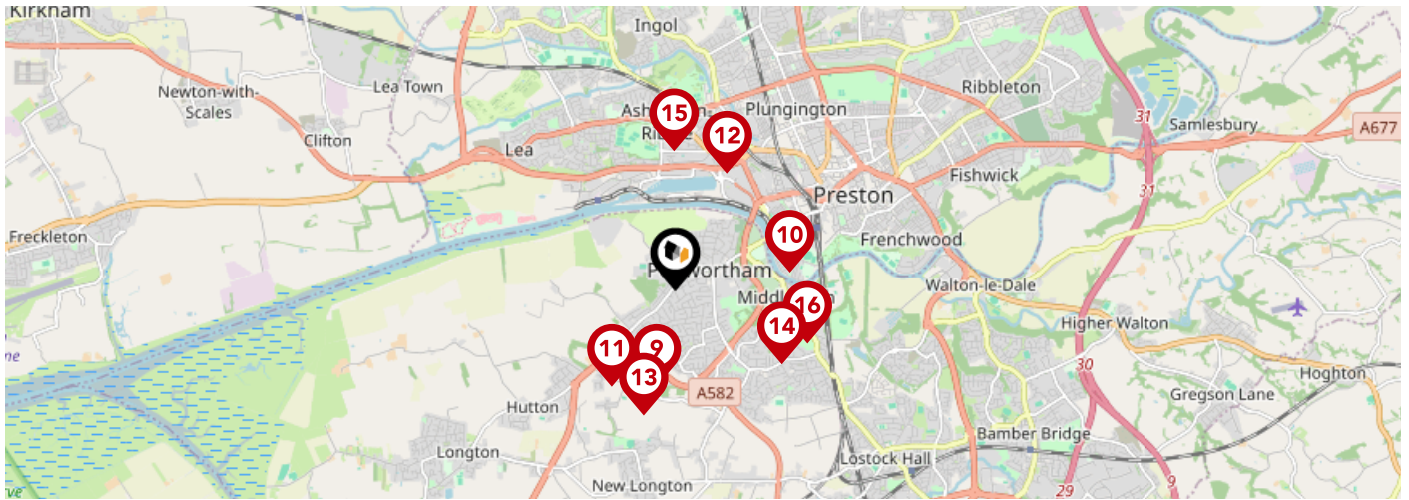 Kirkham
Ingol
Newton-with-
Scales
Lea Town
Plungington
Ribbleton
31
Samlesbury
A677
15
12
Clifton
Lea
Fishwick
31
Preston
Freckleton
10
Frenchwood
Walton-le-Dale
16
14
Higher Walton
11
9
13
30
A582
Hoghton
Hutton
Gregson Lane
Bamber Bridge
Longton
Lostock Hall
New Longton
29
9